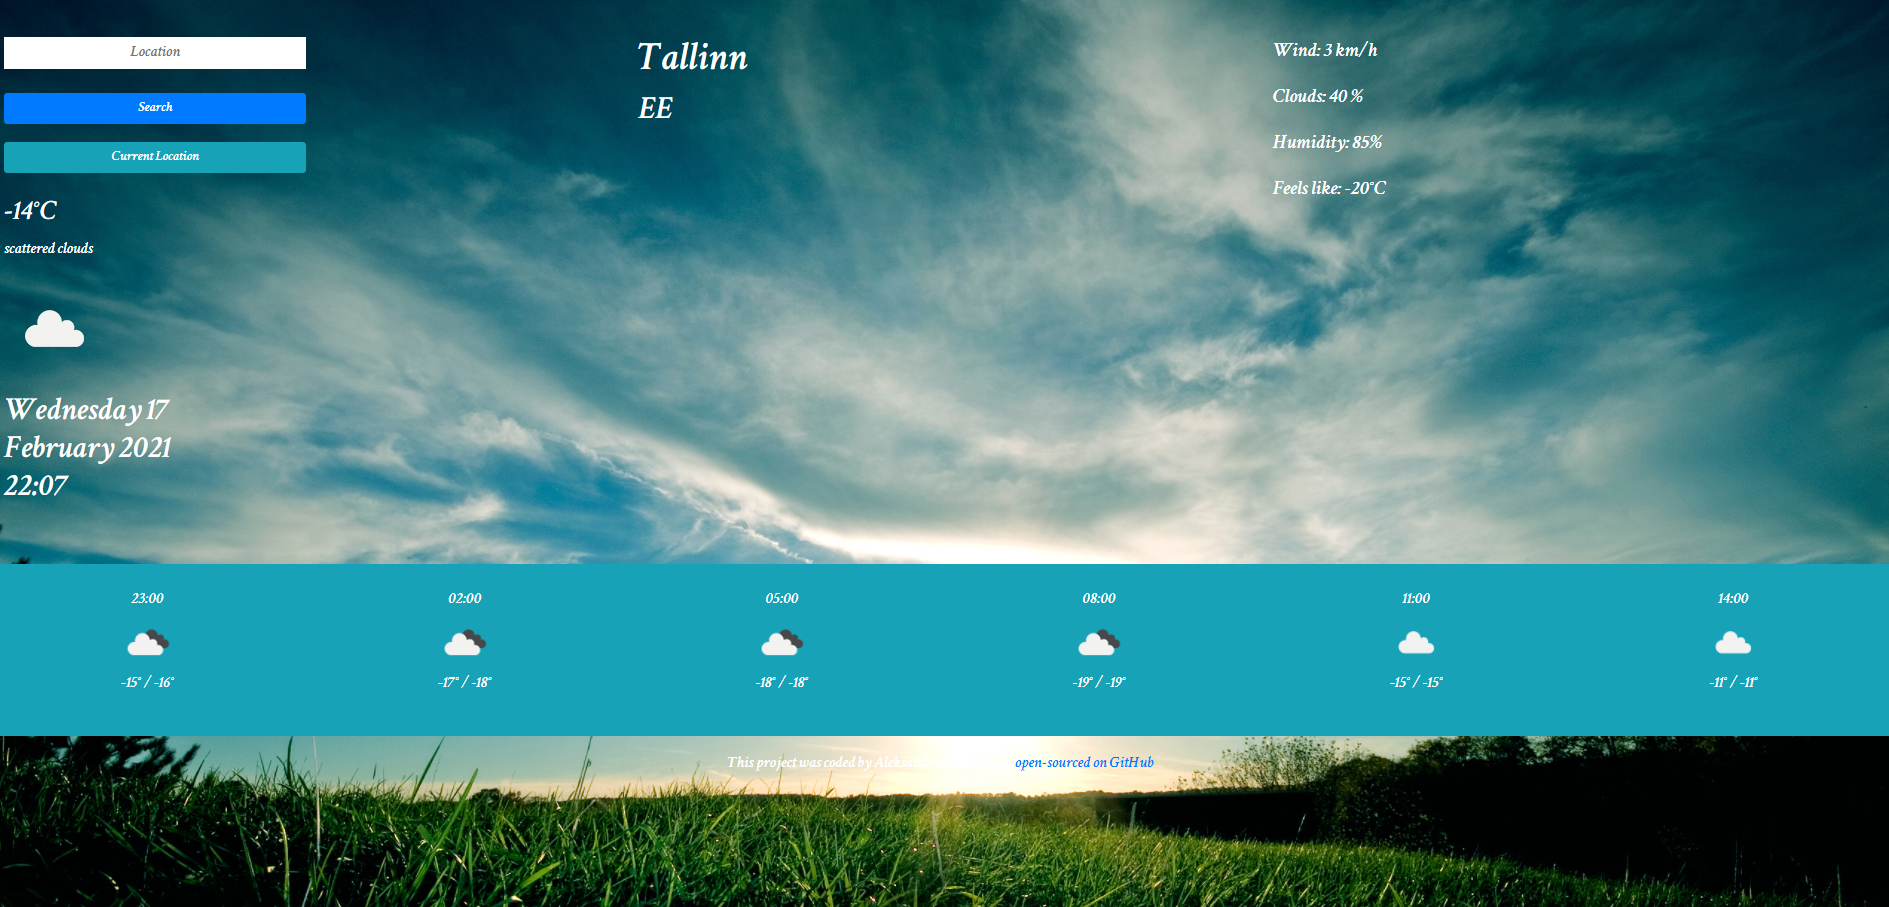 Location
Search
Current Location
-14°C
scattered clouds
Wednesday 17
February 2021
22:07
Tallinn
EE
Wind: 3 km/h
Clouds: 40 %
Humidity: 85%
Feels like: -20°C
23:00 02:00 05:00 08:00 11:00 14:00
-15° / -16° -17° / -18° -18° / -18° -19° / -19° -15° / -15° -11° / -11°
This project was coded by open-sourced on GitHub